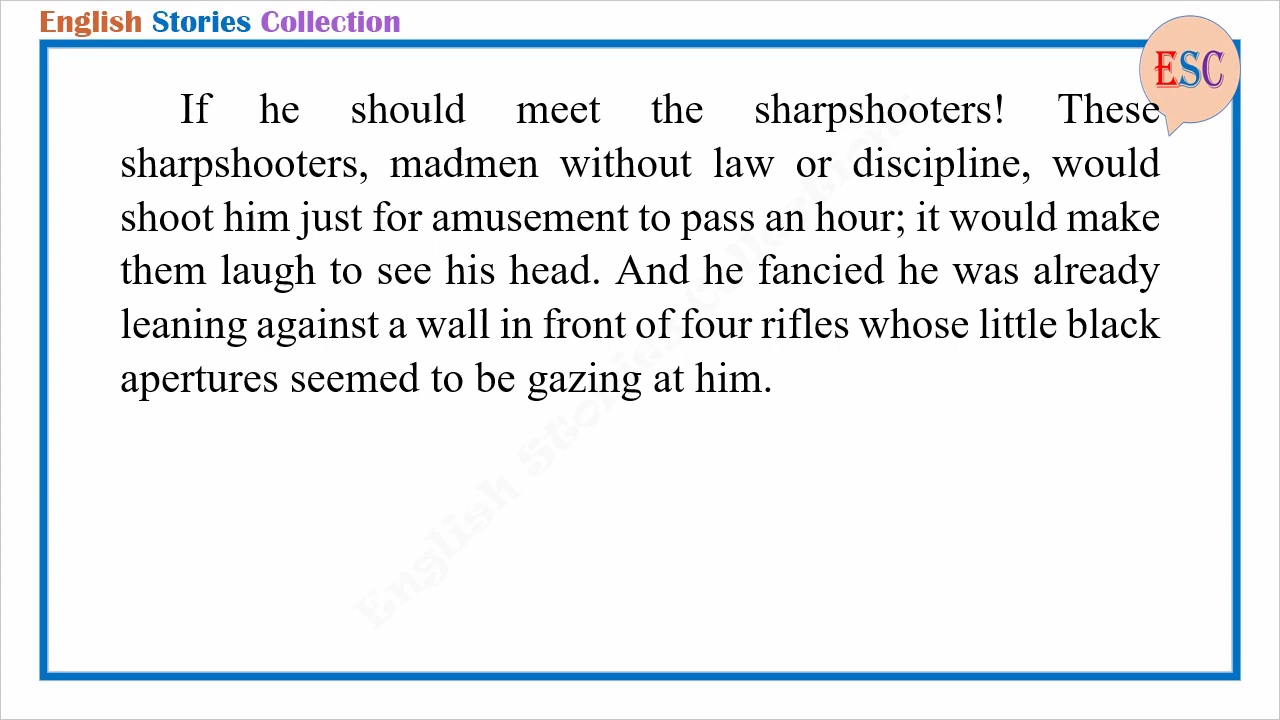 English Stories Collection
ESC
If he should meet the sharpshooters! These
sharpshooters, madmen without law or discipline, would
shoot him just for amusement to pass an hour; it would make
them laugh to see his head. And he fancied he was already
leaning against a wall in front of four rifles whose little black
apertures seemed to be gazing at him.
English Stories Collection